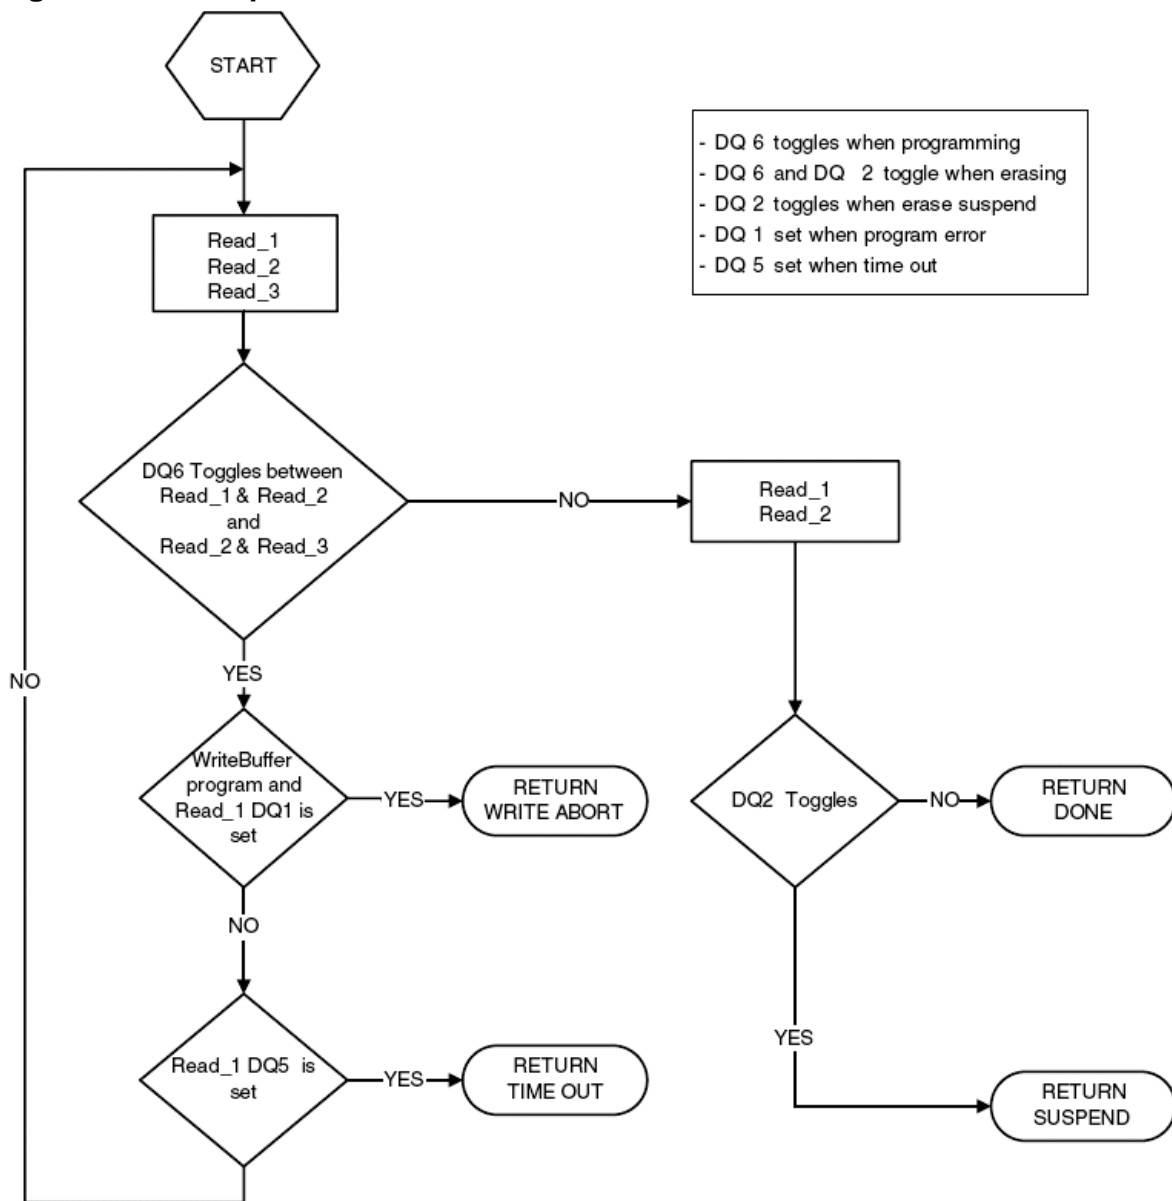 START
- DQ 6 toggles when programming
- DQ 6 and DQ 2 toggle when erasing
- DQ 2 toggles when erase suspend
- DQ 1 set when program error
- DQ 5 set when time out
Read_1
Read_2
Read_3
DQ6 Toggles between
Read_1 & Read_2
and
Read_2 & Read_3
NO
Read_1
Read_2
YES
NO
WriteBuffer
program and
Read_1 DQ1 is
set
YES
RETURN
WRITE ABORT
DQ2 Toggles
NO
RETURN
DONE
NO
YES
Read_1 DQ5 is
set
YES
RETURN
TIME OUT
RETURN
SUSPEND